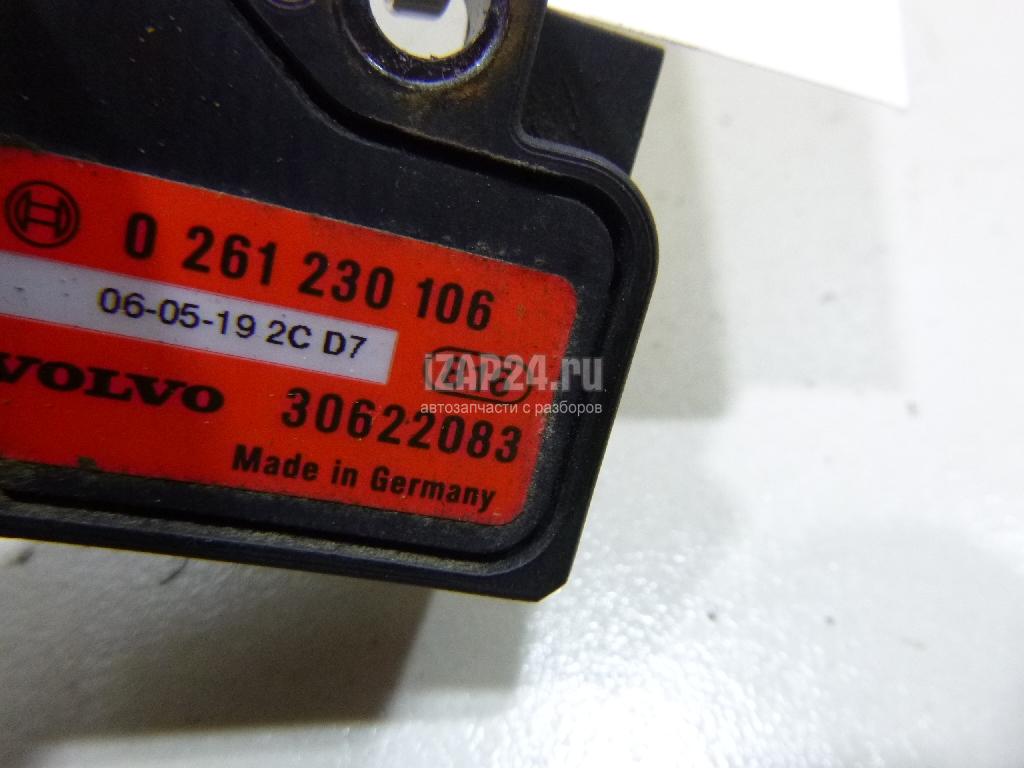 0 261 230 106
06-05-19 2C D7
VOLVO
iZAP24.ru
автозапчасти с разборов
30622083
Made in Germany